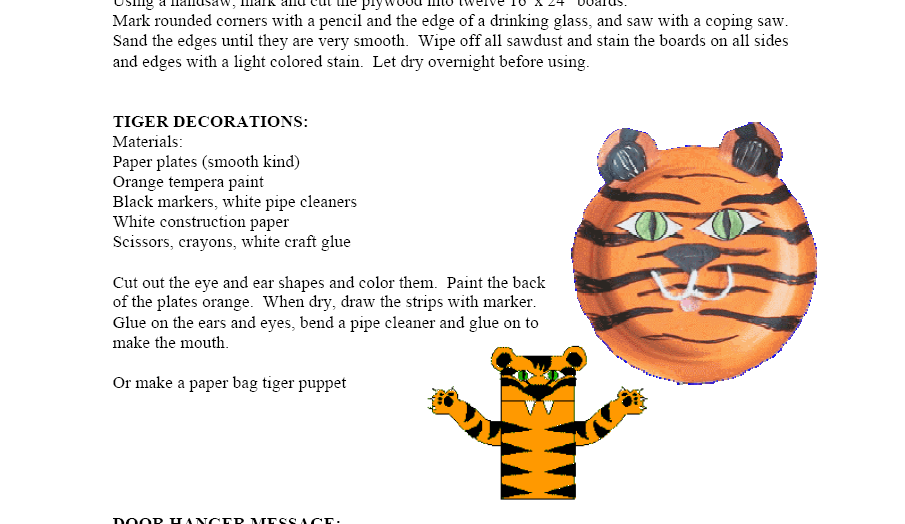 Using a handsaw, mark and cut the plywood into twelve 16" x 24" boards.
Mark rounded corners with a pencil and the edge of a drinking glass, and saw with a coping saw.
Sand the edges until they are very smooth.  Wipe off all sawdust and stain the boards on all sides
and edges with a light colored stain.  Let dry overnight before using.
TIGER DECORATIONS:
Materials:
Paper plates (smooth kind)
Orange tempera paint
Black markers, white pipe cleaners
White construction paper
Scissors, crayons, white craft glue
Cut out the eye and ear shapes and color them.  Paint the back
of the plates orange.  When dry, draw the strips with marker.
Glue on the ears and eyes, bend a pipe cleaner and glue on to
make the mouth.
Or make a paper bag tiger puppet
DOOR HANGER MESSAGE: